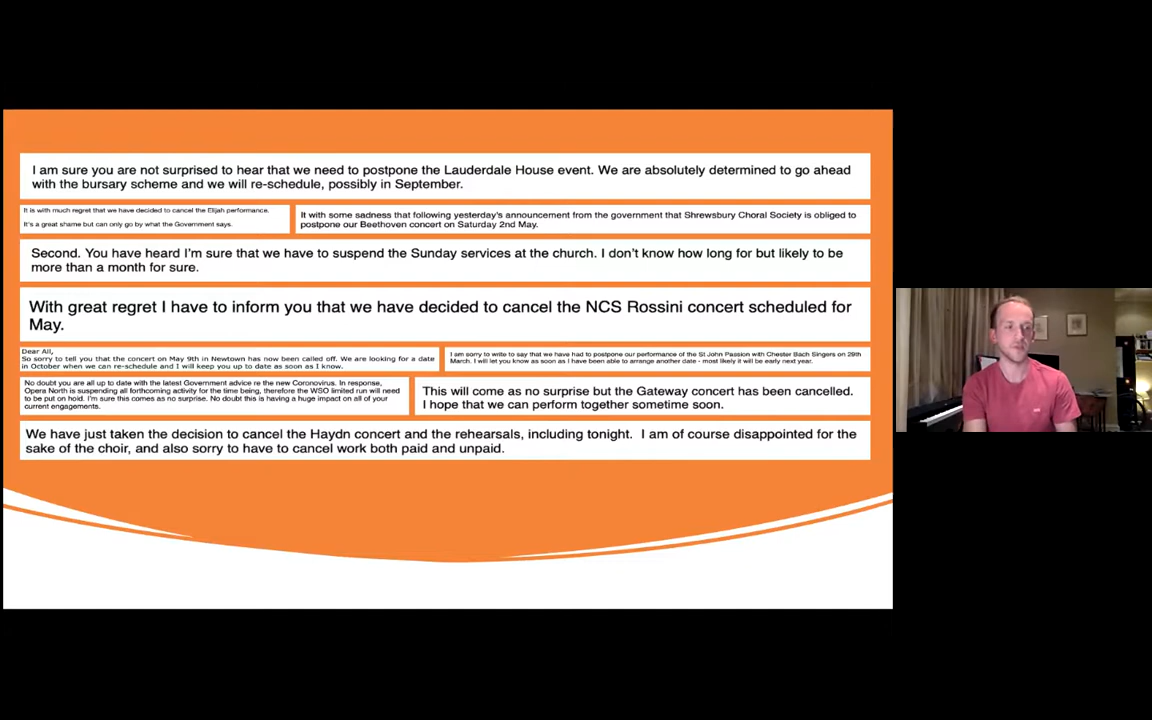 I am sure you are not surprised to hear that we need to postpone the Lauderdale House event. We are absolutely determined to go ahead
with the bursary scheme and we will re-schedule, possibly in September.
It is with much regret that we have decided to cancel the Elijah performance.
It's a great shame but can only go by what the Government says.
It with some sadness that following yesterday's announcement from the government that Shrewsbury Choral Society is obliged to
postpone our Beethoven concert on Saturday 2nd May.
Second. You have heard I'm sure that we have to suspend the Sunday services at the church. I don't know how long for but likely to be
more than a month for sure.
With great regret I have to inform you that we have decided to cancel the NCS Rossini concert scheduled for
May.
Dear All,
So sorry to tell you that the concert on May 9th in Newtown has now been called off. We are looking for a date
in October when we can re-schedule and I will keep you up to date as soon as I know.
I am sorry to write to say that we have had to postpone our performance of the St John Passion with Chester Bach Singers on 29th
March. I will let you know as soon as I have been able to arrange another date - most likely it will be early next year.
No doubt you are all up to date with the latest Government advice re the new Coronovirus. In response,
Opera North is suspending all forthcoming activity for the time being, therefore the WSO limited run will need
to be put on hold. I'm sure this comes as no surprise. No doubt this is having a huge impact on all of your
current engagements.
This will come as no surprise but the Gateway concert has been cancelled.
I hope that we can perform together sometime soon.
We have just taken the decision to cancel the Haydn concert and the rehearsals, including tonight. I am of course disappointed for the
sake of the choir, and also sorry to have to cancel work both paid and unpaid.